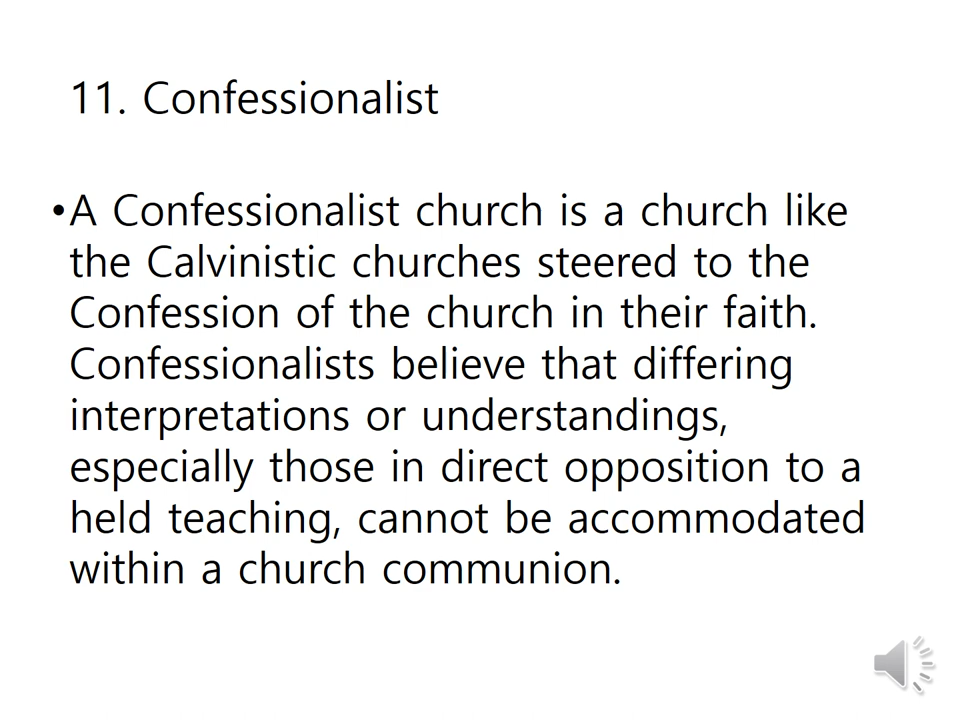 11. Confessionalist
•A Confessionalist church is a church like
the Calvinistic churches steered to the
Confession of the church in their faith.
Confessionalists believe that differing
interpretations or understandings,
especially those in direct opposition to a
held teaching, cannot be accommodated
within a church communion.